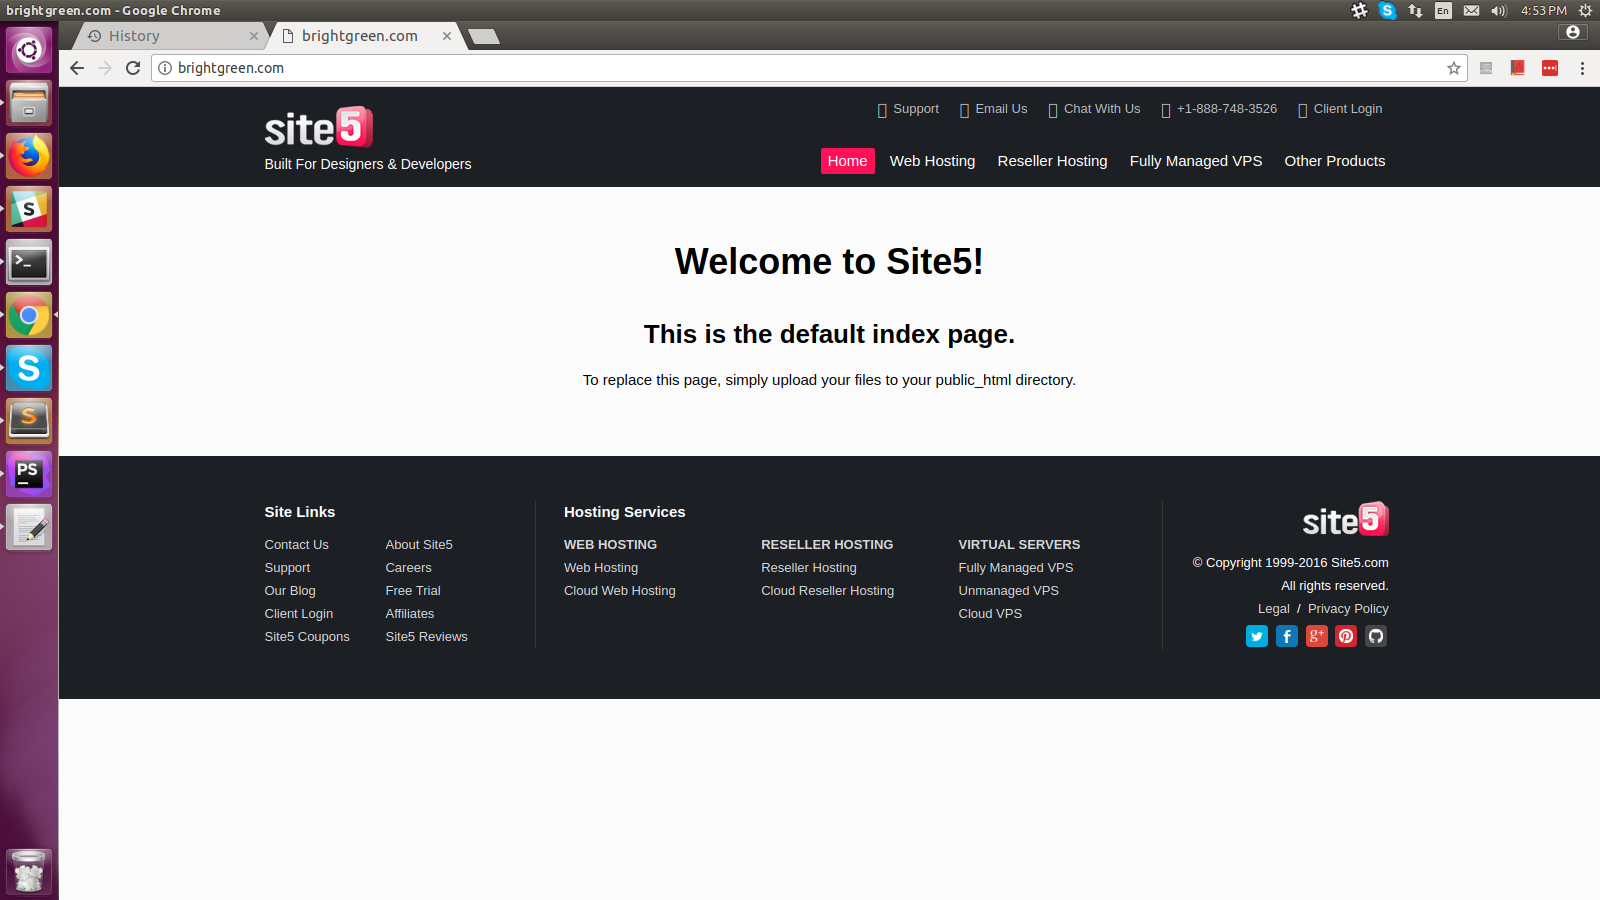 brightgreen.com - Google Chrome
En
4:53 PM
History
brightgreen.com
brightgreen.com
site5
Built For Designers & Developers
Support
Email Us
Chat With Us
+1-888-748-3526
Client Login
Home
Web Hosting
Reseller Hosting
Fully Managed VPS
Other Products
Welcome to Site5!
This is the default index page.
To replace this page, simply upload your files to your public_html directory.
Site Links
Contact Us
About Site5
Support
Careers
Our Blog
Free Trial
Client Login
Affiliates
Site5 Coupons
Site5 Reviews
Hosting Services
WEB HOSTING
Web Hosting
Cloud Web Hosting
RESELLER HOSTING
Reseller Hosting
Cloud Reseller Hosting
VIRTUAL SERVERS
Fully Managed VPS
Unmanaged VPS
Cloud VPS
site5
© Copyright 1999-2016 Site5.com
All rights reserved.
Legal / Privacy Policy
PS